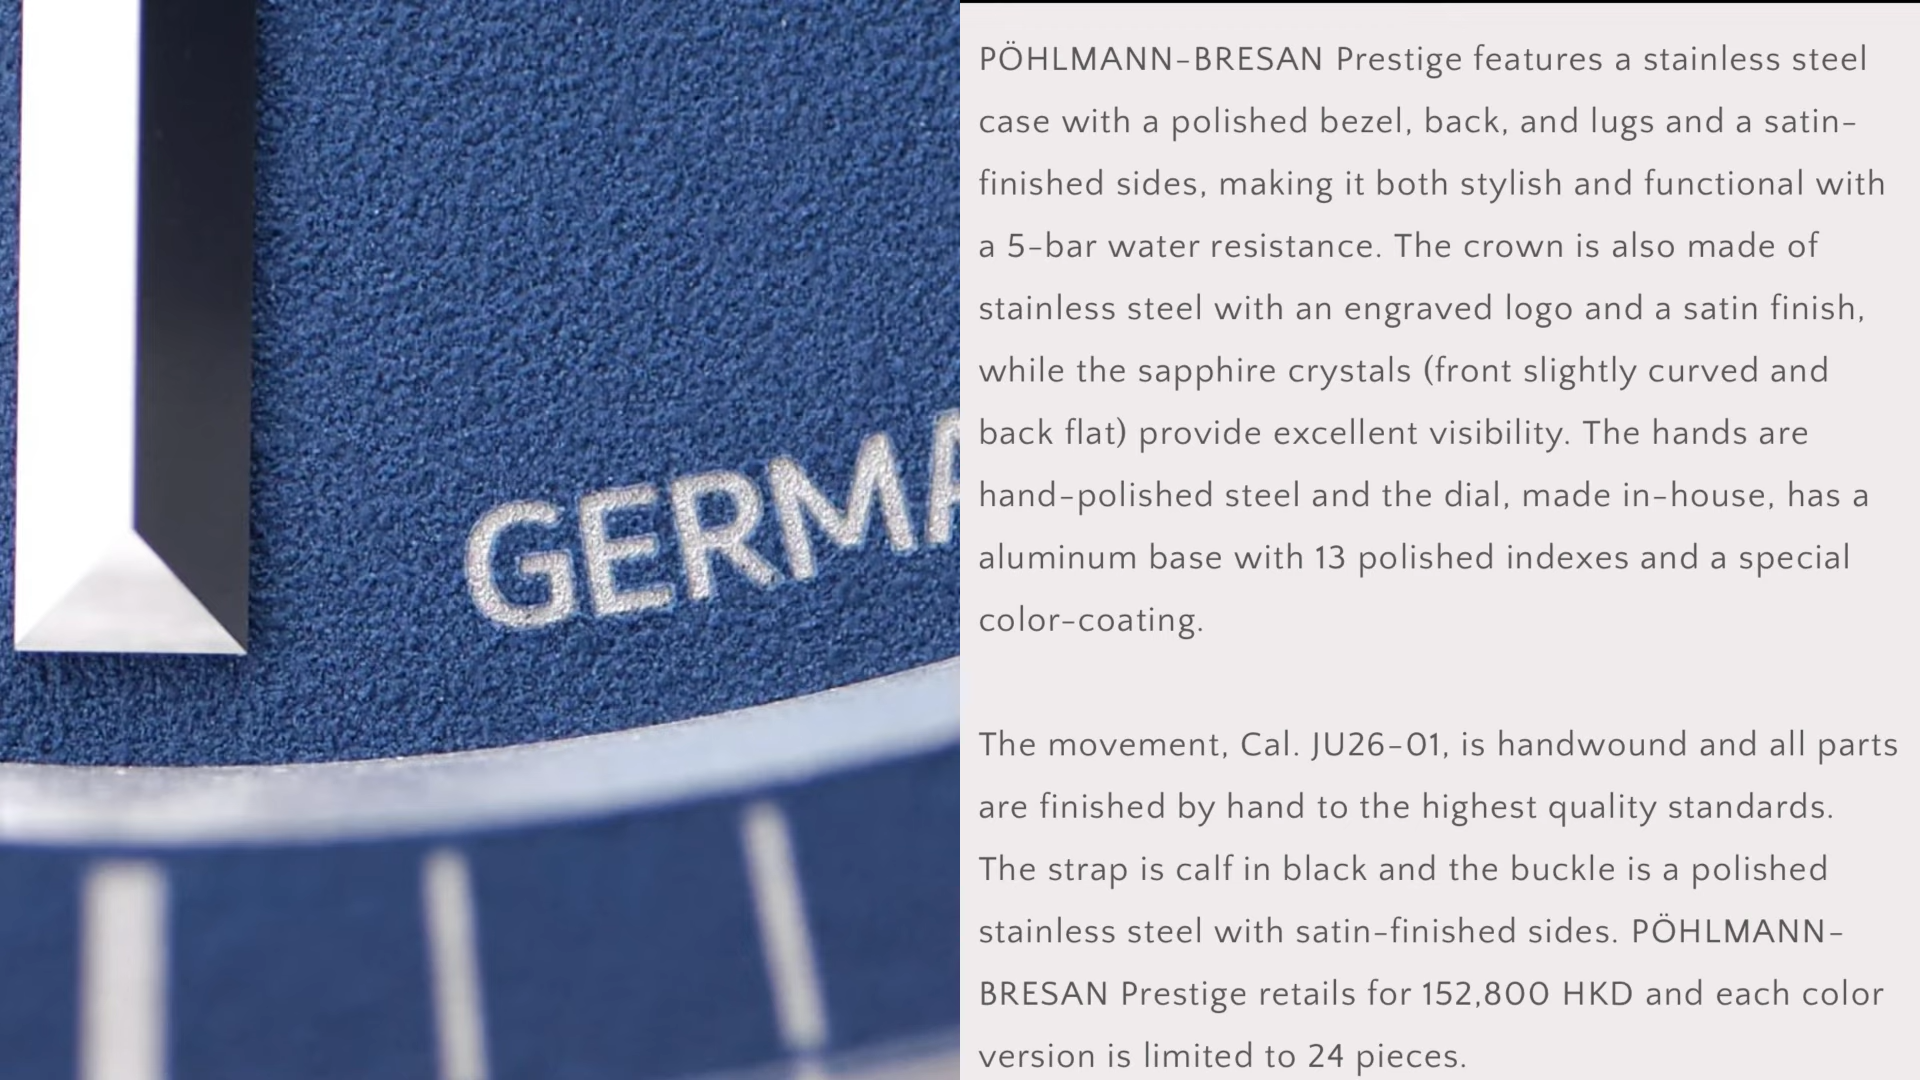 GERMA
PÖHLMANN-BRESAN Prestige features a stainless steel
case with a polished bezel, back, and lugs and a satin-
finished sides, making it both stylish and functional with
a 5-bar water resistance. The crown is also made of
stainless steel with an engraved logo and a satin finish,
while the sapphire crystals (front slightly curved and
back flat) provide excellent visibility. The hands are
hand-polished steel and the dial, made in-house, has a
aluminum base with 13 polished indexes and a special
color-coating.
The movement, Cal. JU26-01, is handwound and all parts
are finished by hand to the highest quality standards.
The strap is calf in black and the buckle is a polished
stainless steel with satin-finished sides. PÖHLMANN-
BRESAN Prestige retails for 152,800 HKD and each color
version is limited to 24 pieces.